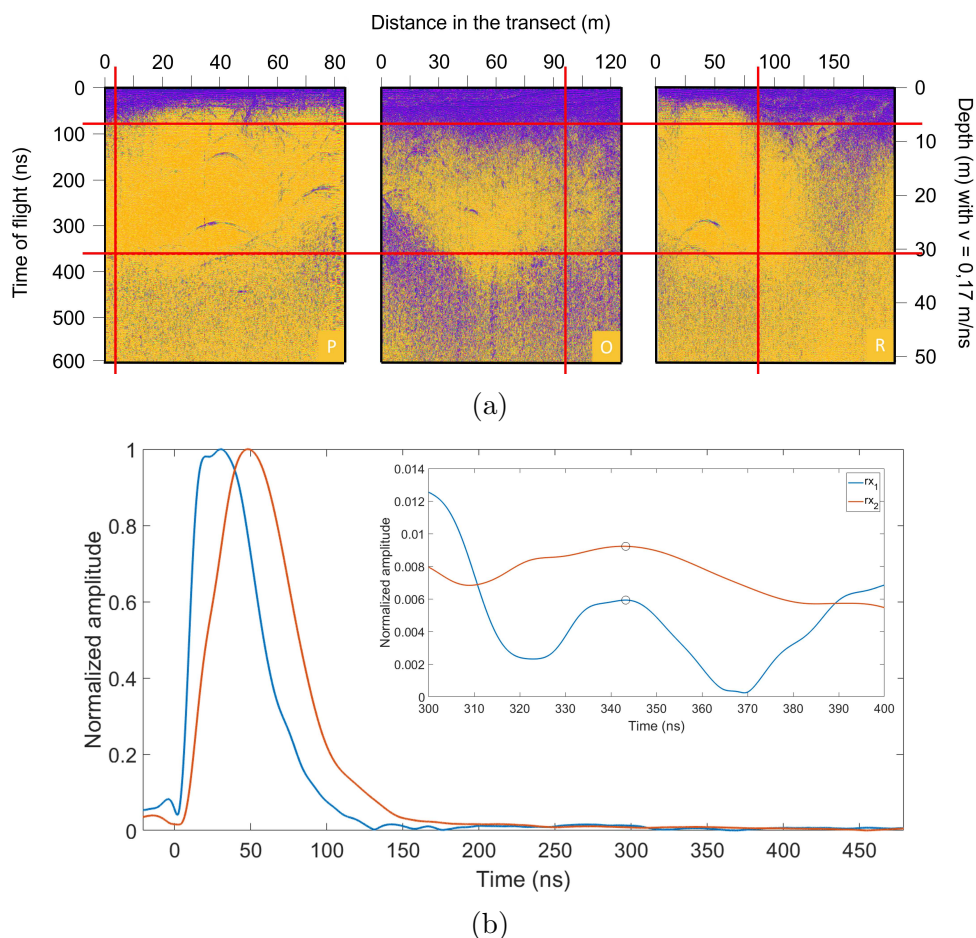 Distance in the transect (m)
0 20 40 60 80 0 30 60 90 120 0 50 100 150
0 100 200 300 400 500 600
Time of flight (ns)
P
O
R
0 10 20 30 40 50
Depth (m) with v = 0,17 m/ns
(a)
1
0.8
0.6
0.4
0.2
0
Normalized amplitude
0 50 100 150 200 250 300 350 400 450
Time (ns)
0.014
0.012
0.01
0.008
0.006
0.004
0.002
0
Normalized amplitude
300 310 320 330 340 350 360 370 380 390 400
Time (ns)
rx1
rx2
(b)